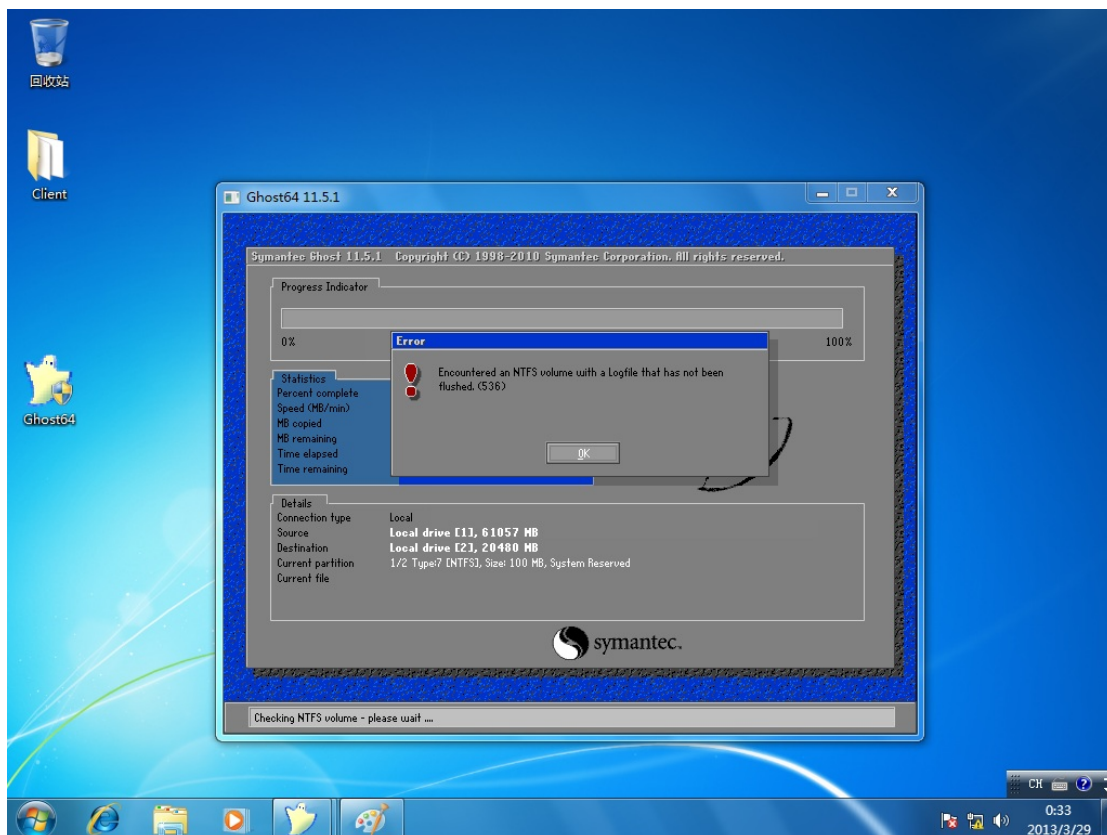 回收站
Client
Ghost64
Ghost64 11.5.1
Symantec Ghost 11.5.1 Copyright (C) 1998-2010 Symantec Corporation. All rights reserved.
Progress Indicator
0%
100%
Error
Encountered an NTFS volume with a Logfile that has not been
flushed. (536)
OK
Statistics
Percent complete
Speed (MB/min)
MB copied
MB remaining
Time elapsed
Time remaining
Details
Connection type Local
Source Local drive [1], 61057 MB
Destination Local drive [2], 20480 MB
Current partition 1/2 Type:7 [NTFS], Size: 100 MB, System Reserved
Current file
symantec.
Checking NTFS volume - please wait ....
CH
0:33
2013/3/29